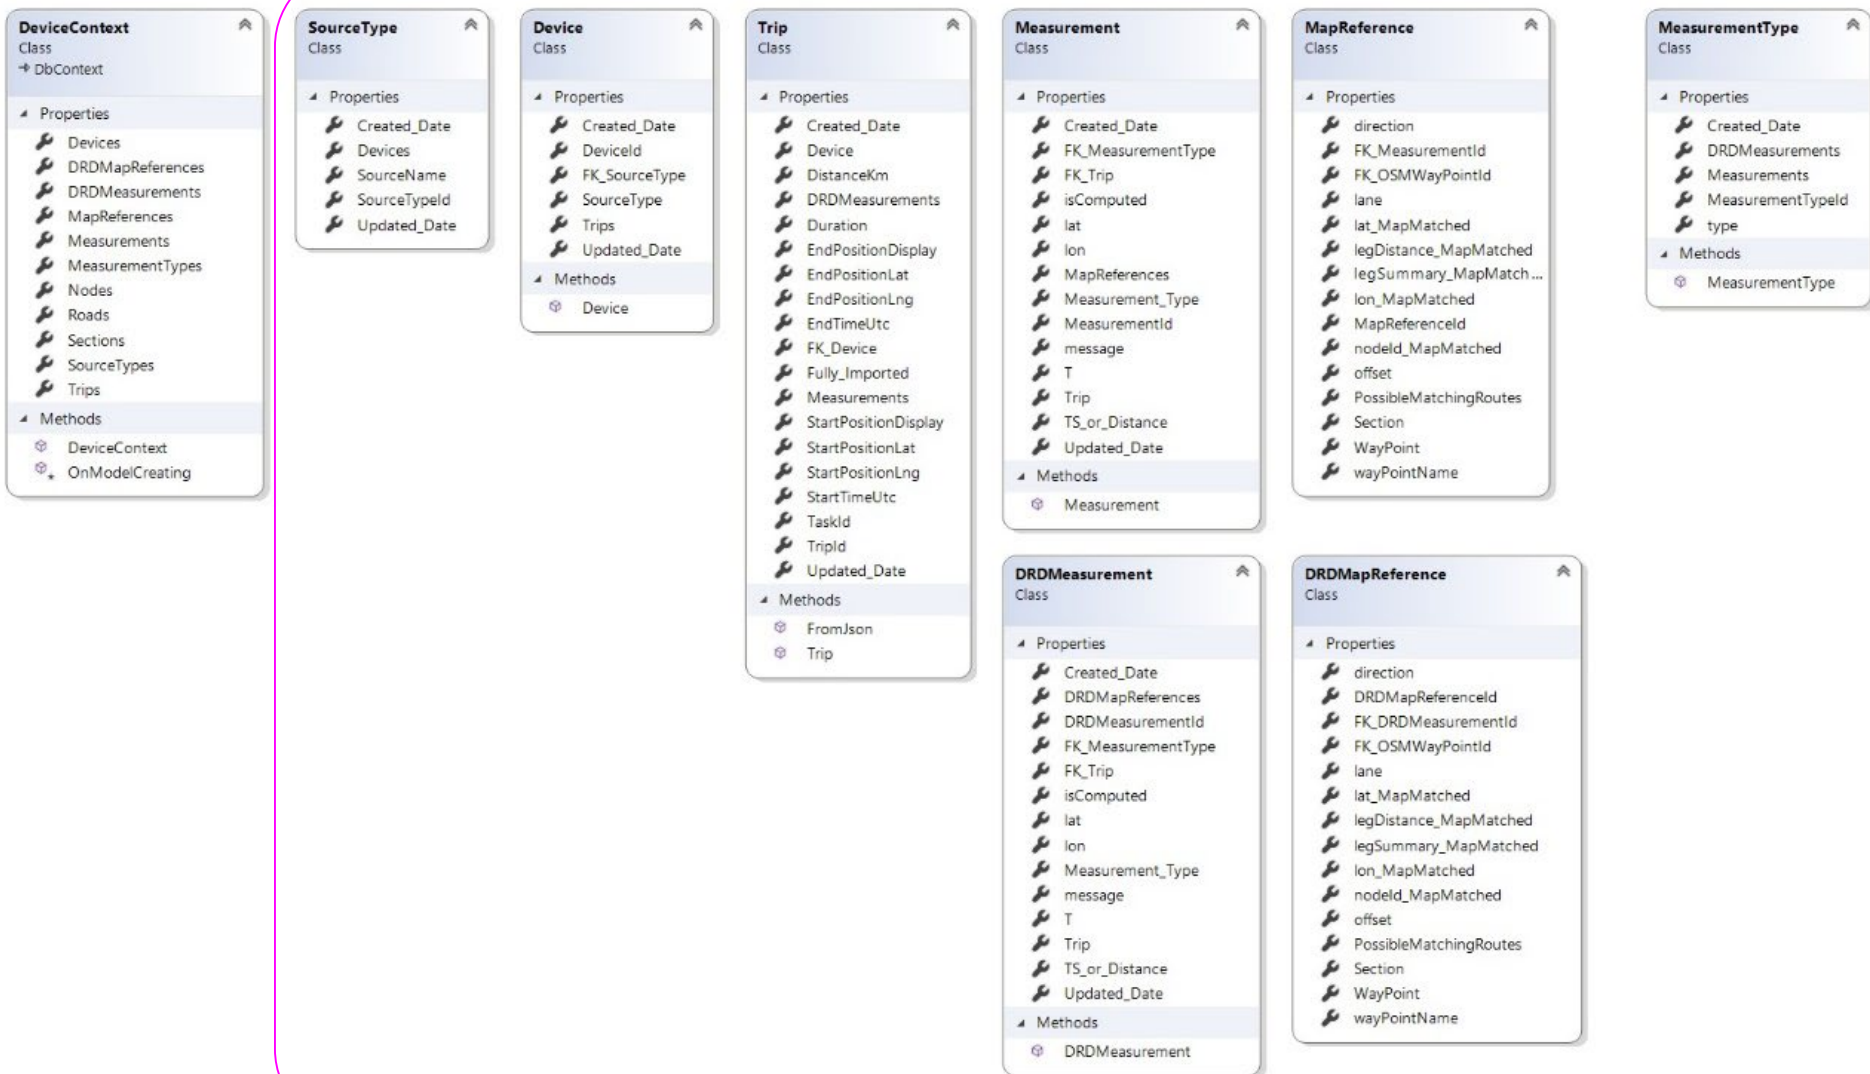 DeviceContext
Class
DbContext
Properties
Devices
DRDMapReferences
DRDMeasurements
MapReferences
Measurements
MeasurementTypes
Nodes
Roads
Sections
SourceTypes
Trips
Methods
DeviceContext
OnModelCreating
SourceType
Class
Properties
Created_Date
Devices
SourceName
SourceTypeId
Updated_Date
Device
Class
Properties
Created_Date
DeviceId
FK_SourceType
SourceType
Trips
Updated_Date
Methods
Device
Trip
Class
Properties
Created_Date
Device
DistanceKm
DRDMeasurements
Duration
EndPositionDisplay
EndPositionLat
EndPositionLng
EndTimeUtc
FK_Device
Fully_Imported
Measurements
StartPositionDisplay
StartPositionLat
StartPositionLng
StartTimeUtc
TaskId
TripId
Updated_Date
Methods
FromJson
Trip
Measurement
Class
Properties
Created_Date
FK_MeasurementType
FK_Trip
isComputed
lat
lon
MapReferences
Measurement_Type
MeasurementId
message
T
Trip
TS_or_Distance
Updated_Date
Methods
Measurement
MapReference
Class
Properties
direction
FK_MeasurementId
FK_OSMWayPointId
lane
lat_MapMatched
legDistance_MapMatched
legSummary_MapMatch...
lon_MapMatched
MapReferenceId
nodeId_MapMatched
offset
PossibleMatchingRoutes
Section
WayPoint
wayPointName
MeasurementType
Class
Properties
Created_Date
DRDMeasurements
Measurements
MeasurementTypeId
type
Methods
MeasurementType
DRDMeasurement
Class
Properties
Created_Date
DRDMapReferences
DRDMeasurementId
FK_MeasurementType
FK_Trip
isComputed
lat
lon
Measurement_Type
message
T
Trip
TS_or_Distance
Updated_Date
Methods
DRDMeasurement
DRDMapReference
Class
Properties
direction
DRDMapReferenceId
FK_DRDMeasurementId
FK_OSMWayPointId
lane
lat_MapMatched
legDistance_MapMatched
legSummary_MapMatched
lon_MapMatched
nodeId_MapMatched
offset
PossibleMatchingRoutes
Section
WayPoint
wayPointName